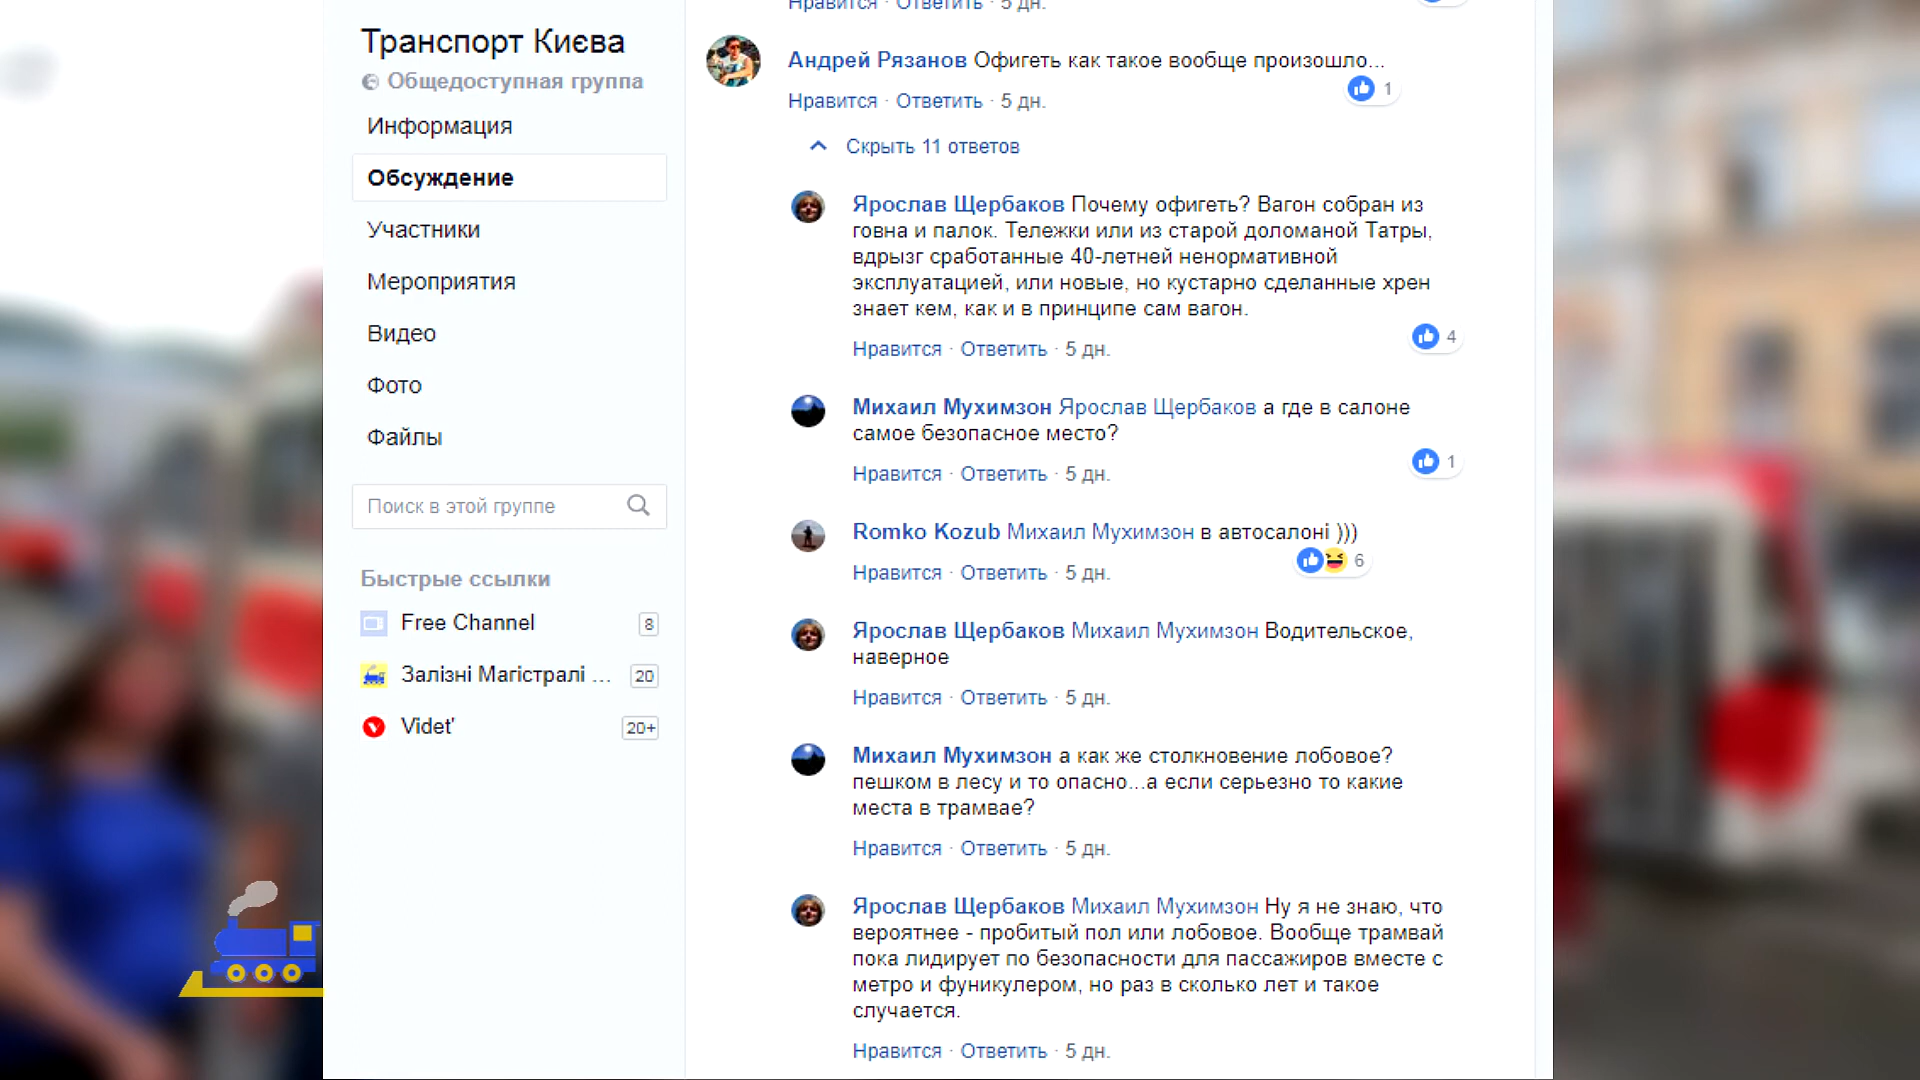 Транспорт Києва
Общедоступная группа
Информация
Обсуждение
Участники
Мероприятия
Видео
Фото
Файлы
Поиск в этой группе
Быстрые ссылки
Free Channel 8
Залізні Магістралі ... 20
Videt' 20+
Нравится · Ответить · 5 дн.
Андрей Рязанов Офигеть как такое вообще произошло...
1
Нравится · Ответить · 5 дн.
Скрыть 11 ответов
Ярослав Щербаков Почему офигеть? Вагон собран из
говна и палок. Тележки или из старой доломаной Татры,
вдрызг сработанные 40-летней ненормативной
эксплуатацией, или новые, но кустарно сделанные хрен
знает кем, как и в принципе сам вагон.
4
Нравится · Ответить · 5 дн.
Михаил Мухимзон Ярослав Щербаков а где в салоне
самое безопасное место?
1
Нравится · Ответить · 5 дн.
Romko Kozub Михаил Мухимзон в автосалоні )))
6
Нравится · Ответить · 5 дн.
Ярослав Щербаков Михаил Мухимзон Водительское,
наверное
Нравится · Ответить · 5 дн.
Михаил Мухимзон а как же столкновение лобовое?
пешком в лесу и то опасно...а если серьезно то какие
места в трамвае?
Нравится · Ответить · 5 дн.
Ярослав Щербаков Михаил Мухимзон Ну я не знаю, что
вероятнее - пробитый пол или лобовое. Вообще трамвай
пока лидирует по безопасности для пассажиров вместе с
метро и фуникулером, но раз в сколько лет и такое
случается.
Нравится · Ответить · 5 дн.